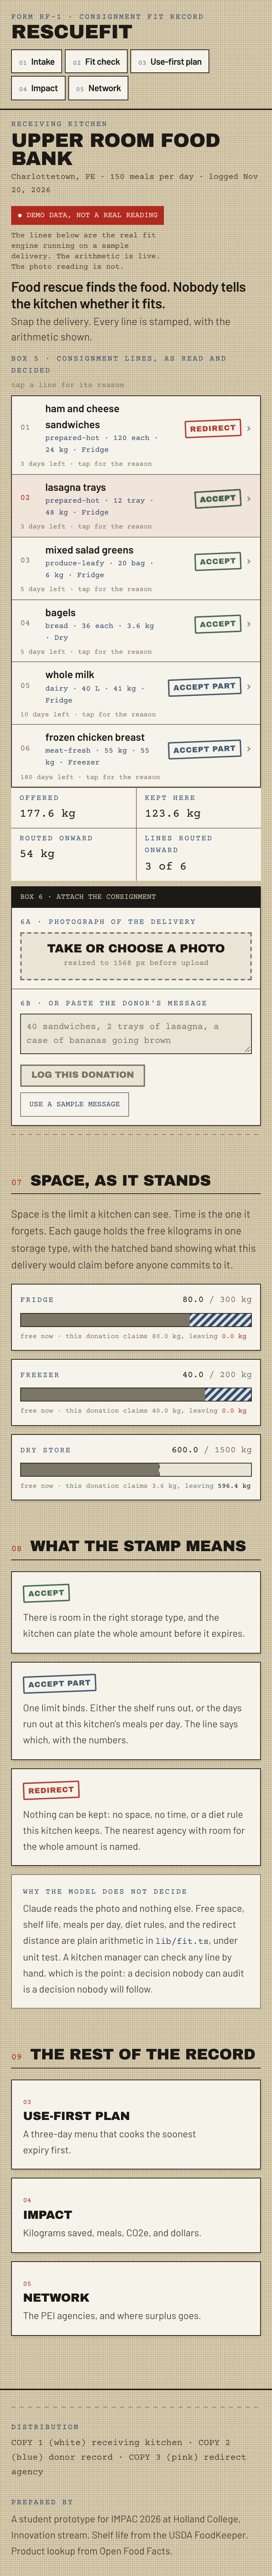 FORM RF-1 · CONSIGNMENT FIT RECORD
RESCUEFIT
01 Intake
02 Fit check
03 Use-first plan
04 Impact
05 Network
RECEIVING KITCHEN
UPPER ROOM FOOD
BANK
Charlottetown, PE · 150 meals per day · logged Nov
20, 2026
● DEMO DATA, NOT A REAL READING
The lines below are the real fit
engine running on a sample
delivery. The arithmetic is live.
The photo reading is not.
Food rescue finds the food. Nobody tells
the kitchen whether it fits.
Snap the delivery. Every line is stamped, with the
arithmetic shown.
BOX 5 · CONSIGNMENT LINES, AS READ AND
DECIDED
tap a line for its reason
01
ham and cheese
sandwiches
prepared-hot · 120 each ·
24 kg · Fridge
REDIRECT ›
3 days left · tap for the reason
02
lasagna trays
prepared-hot · 12 tray ·
48 kg · Fridge
ACCEPT ›
3 days left · tap for the reason
03
mixed salad greens
produce-leafy · 20 bag ·
6 kg · Fridge
ACCEPT ›
5 days left · tap for the reason
04
bagels
bread · 36 each · 3.6 kg
· Dry
ACCEPT ›
5 days left · tap for the reason
05
whole milk
dairy · 40 L · 41 kg ·
Fridge
ACCEPT PART ›
10 days left · tap for the reason
06
frozen chicken breast
meat-fresh · 55 kg · 55
kg · Freezer
ACCEPT PART ›
180 days left · tap for the reason
OFFERED
177.6 kg
KEPT HERE
123.6 kg
ROUTED ONWARD
54 kg
LINES ROUTED
ONWARD
3 of 6
BOX 6 · ATTACH THE CONSIGNMENT
6A · PHOTOGRAPH OF THE DELIVERY
TAKE OR CHOOSE A PHOTO
resized to 1568 px before upload
6B · OR PASTE THE DONOR'S MESSAGE
40 sandwiches, 2 trays of lasagna, a
case of bananas going brown
LOG THIS DONATION
USE A SAMPLE MESSAGE
07 SPACE, AS IT STANDS
Space is the limit a kitchen can see. Time is the one it
forgets. Each gauge holds the free kilograms in one
storage type, with the hatched band showing what this
delivery would claim before anyone commits to it.
FRIDGE 80.0 / 300 kg
free now · this donation claims 80.0 kg, leaving 0.0 kg
FREEZER 40.0 / 200 kg
free now · this donation claims 40.0 kg, leaving 0.0 kg
DRY STORE 600.0 / 1500 kg
free now · this donation claims 3.6 kg, leaving 596.4 kg
08 WHAT THE STAMP MEANS
ACCEPT
There is room in the right storage type, and the
kitchen can plate the whole amount before it expires.
ACCEPT PART
One limit binds. Either the shelf runs out, or the days
run out at this kitchen's meals per day. The line says
which, with the numbers.
REDIRECT
Nothing can be kept: no space, no time, or a diet rule
this kitchen keeps. The nearest agency with room for
the whole amount is named.
WHY THE MODEL DOES NOT DECIDE
Claude reads the photo and nothing else. Free space,
shelf life, meals per day, diet rules, and the redirect
distance are plain arithmetic in lib/fit.ts, under
unit test. A kitchen manager can check any line by
hand, which is the point: a decision nobody can audit
is a decision nobody will follow.
09 THE REST OF THE RECORD
03
USE-FIRST PLAN
A three-day menu that cooks the soonest
expiry first.
04
IMPACT
Kilograms saved, meals, CO2e, and dollars.
05
NETWORK
The PEI agencies, and where surplus goes.
DISTRIBUTION
COPY 1 (white) receiving kitchen · COPY 2
(blue) donor record · COPY 3 (pink) redirect
agency
PREPARED BY
A student prototype for IMPAC 2026 at Holland College,
Innovation stream. Shelf life from the USDA FoodKeeper.
Product lookup from Open Food Facts.